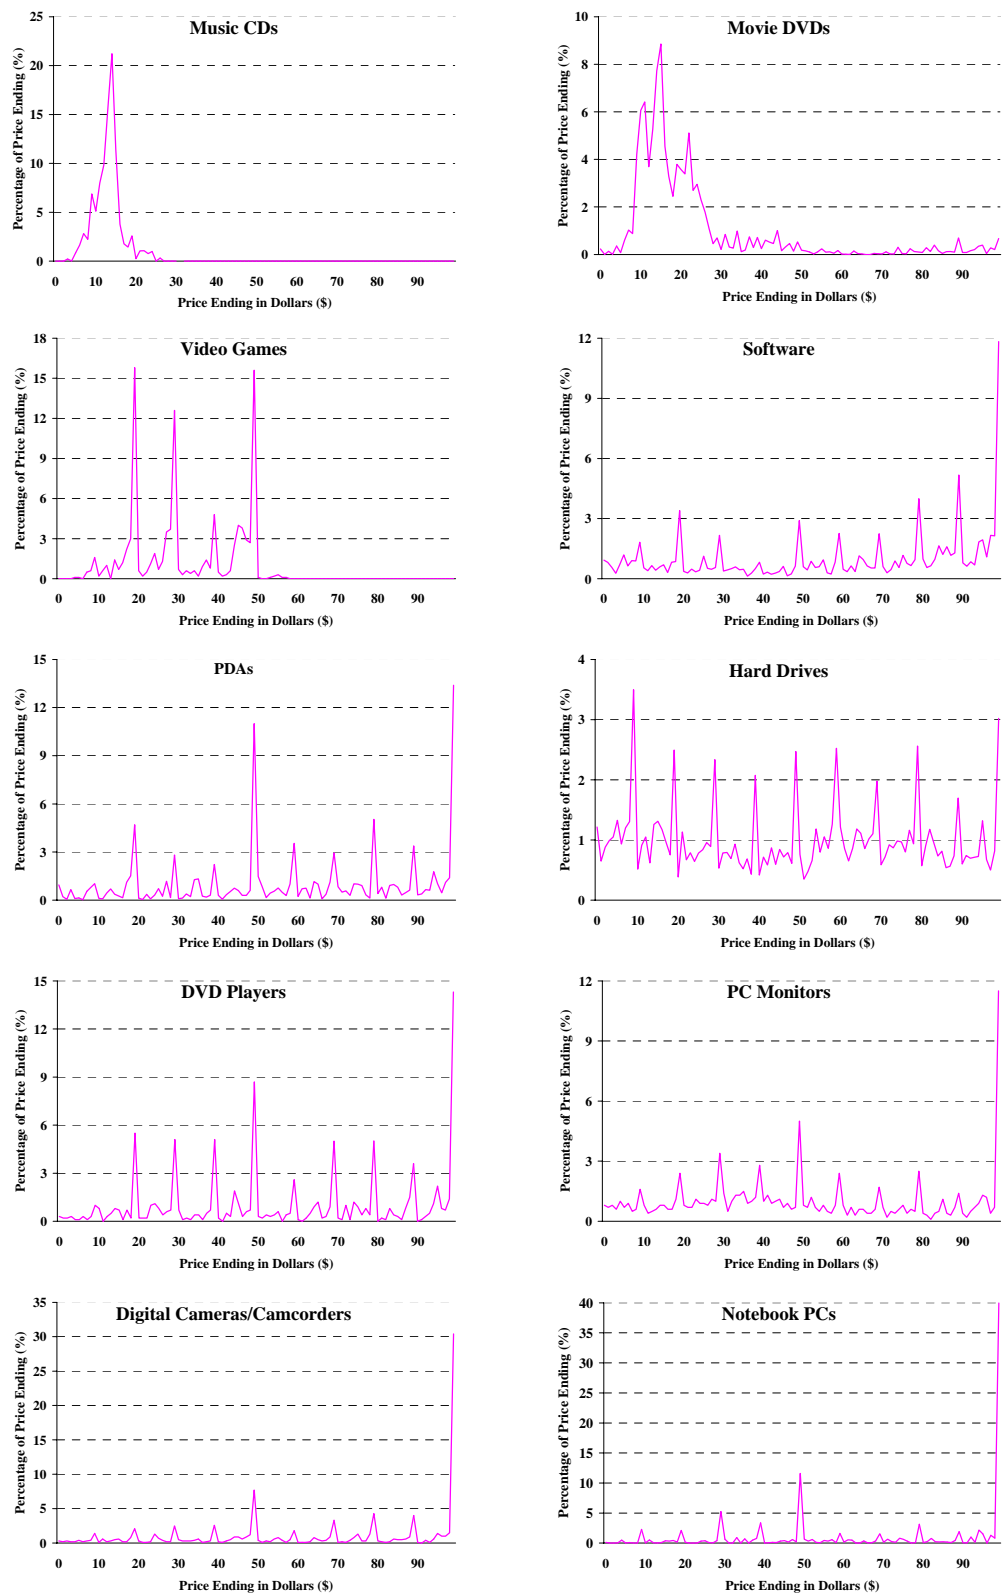 Music CDs
Percentage of Price Ending (%)
25
20
15
10
5
0
0 10 20 30 40 50 60 70 80 90
Price Ending in Dollars ($)
Movie DVDs
Percentage of Price Ending (%)
10
8
6
4
2
0
0 10 20 30 40 50 60 70 80 90
Price Ending in Dollars ($)
Video Games
Percentage of Price Ending (%)
18
15
12
9
6
3
0
0 10 20 30 40 50 60 70 80 90
Price Ending in Dollars ($)
Software
Percentage of Price Ending (%)
12
9
6
3
0
0 10 20 30 40 50 60 70 80 90
Price Ending in Dollars ($)
PDAs
Percentage of Price Ending (%)
15
12
9
6
3
0
0 10 20 30 40 50 60 70 80 90
Price Ending in Dollars ($)
Hard Drives
Percentage of Price Ending (%)
4
3
2
1
0
0 10 20 30 40 50 60 70 80 90
Price Ending in Dollars ($)
DVD Players
Percentage of Price Ending (%)
15
12
9
6
3
0
0 10 20 30 40 50 60 70 80 90
Price Ending in Dollars ($)
PC Monitors
Percentage of Price Ending (%)
12
9
6
3
0
0 10 20 30 40 50 60 70 80 90
Price Ending in Dollars ($)
Digital Cameras/Camcorders
Percentage of Price Ending (%)
35
30
25
20
15
10
5
0
0 10 20 30 40 50 60 70 80 90
Price Ending in Dollars ($)
Notebook PCs
Percentage of Price Ending (%)
40
35
30
25
20
15
10
5
0
0 10 20 30 40 50 60 70 80 90
Price Ending in Dollars ($)